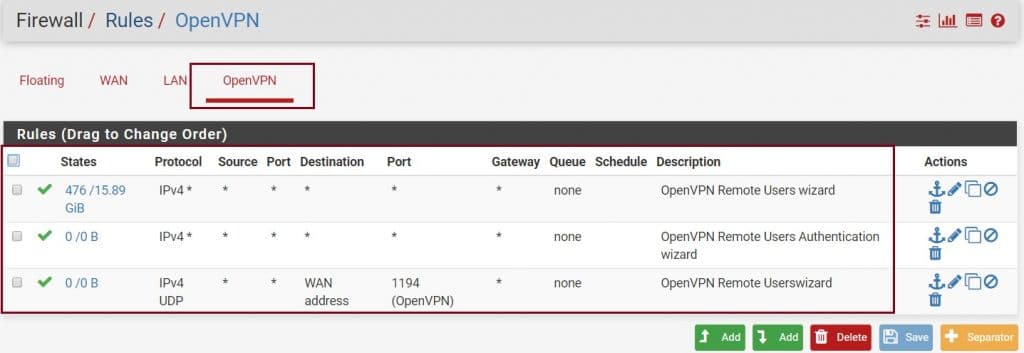 Firewall / Rules / OpenVPN
Floating WAN LAN OpenVPN
Rules (Drag to Change Order)
States Protocol Source Port Destination Port Gateway Queue Schedule Description Actions
476 /15.89 IPv4 * * * * * * none OpenVPN Remote Users wizard
GiB
0 /0 B IPv4 * * * * * * none OpenVPN Remote Users Authentication
wizard
0 /0 B IPv4 * * WAN 1194 * none OpenVPN Remote Userswizard
UDP address (OpenVPN)
Add Add Delete Save Separator